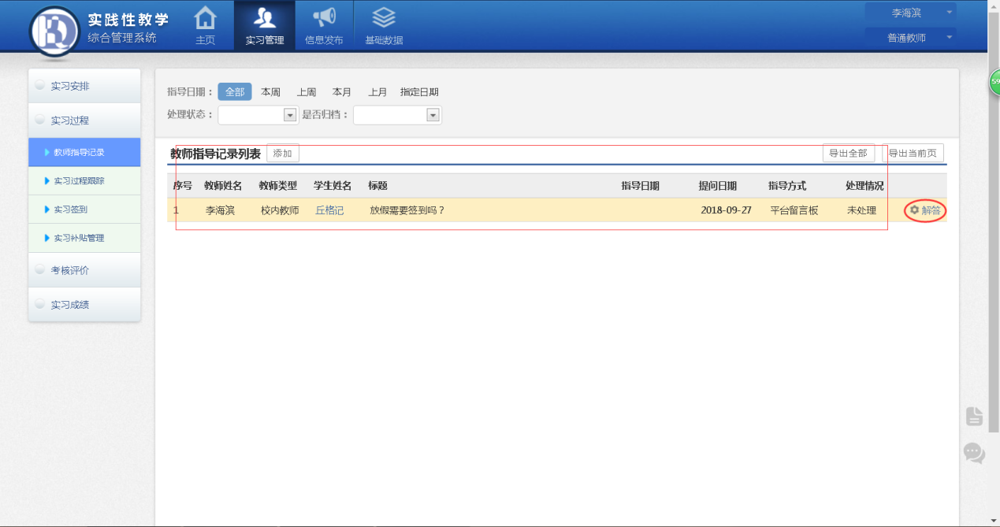 实践性教学
综合管理系统
主页
实习管理
信息发布
基础数据
李海滨
普通教师
实习安排
实习过程
教师指导记录
实习过程跟踪
实习签到
实习补贴管理
考核评价
实习成绩
指导日期： 全部 本周 上周 本月 上月 指定日期
处理状态： 是否归档：
教师指导记录列表 添加 导出全部 导出当前页
序号 教师姓名 教师类型 学生姓名 标题 指导日期 提问日期 指导方式 处理情况
1 李海滨 校内教师 丘格记 放假需要签到吗？ 2018-09-27 平台留言板 未处理 解答
59